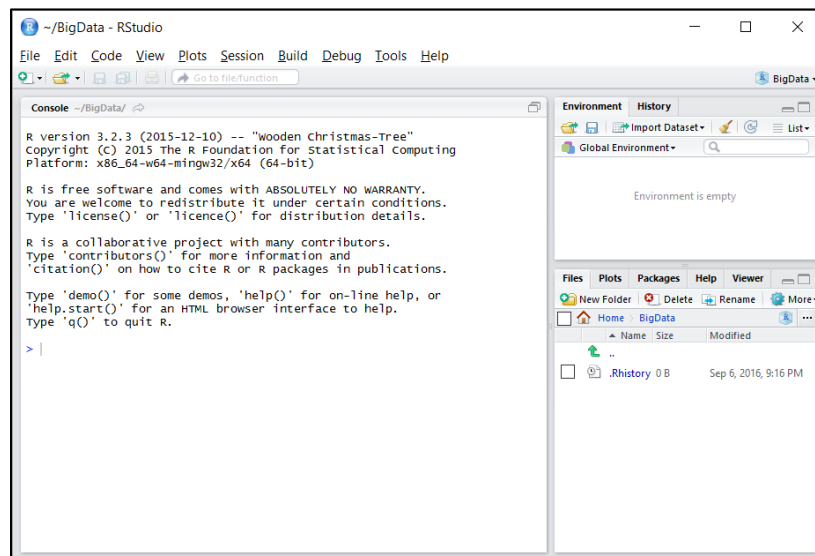 ~/BigData - RStudio
File Edit Code View Plots Session Build Debug Tools Help
Go to file/function
BigData
Console ~/BigData/
R version 3.2.3 (2015-12-10) -- "Wooden Christmas-Tree"
Copyright (C) 2015 The R Foundation for Statistical Computing
Platform: x86_64-w64-mingw32/x64 (64-bit)
R is free software and comes with ABSOLUTELY NO WARRANTY.
You are welcome to redistribute it under certain conditions.
Type 'license()' or 'licence()' for distribution details.
R is a collaborative project with many contributors.
Type 'contributors()' for more information and
'citation()' on how to cite R or R packages in publications.
Type 'demo()' for some demos, 'help()' for on-line help, or
'help.start()' for an HTML browser interface to help.
Type 'q()' to quit R.
>
Environment History
Import Dataset List
Global Environment
Environment is empty
Files Plots Packages Help Viewer
New Folder Delete Rename More
Home BigData
Name Size Modified
..
.Rhistory 0 B Sep 6, 2016, 9:16 PM